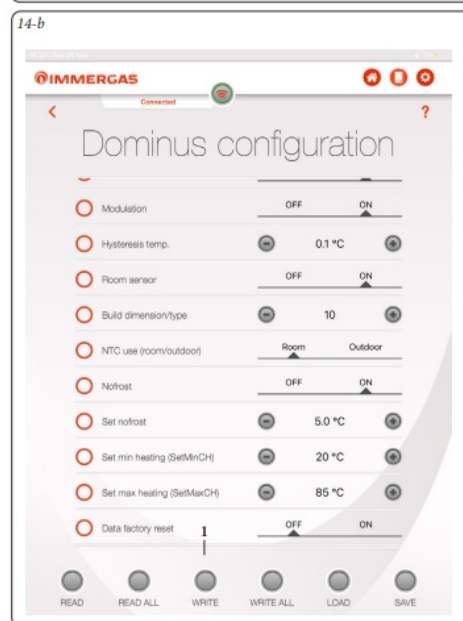 14-b
IMMERGAS
Connected
?
Dominus configuration
Modulation OFF ON
Hysteresis temp. 0.1 °C
Room sensor OFF ON
Build dimension/type 10
NTC use (room/outdoor) Room Outdoor
Nofrost OFF ON
Set nofrost 5.0 °C
Set min heating (SetMinCH) 20 °C
Set max heating (SetMaxCH) 85 °C
Data factory reset OFF ON
1
READ READ ALL WRITE WRITE ALL LOAD SAVE